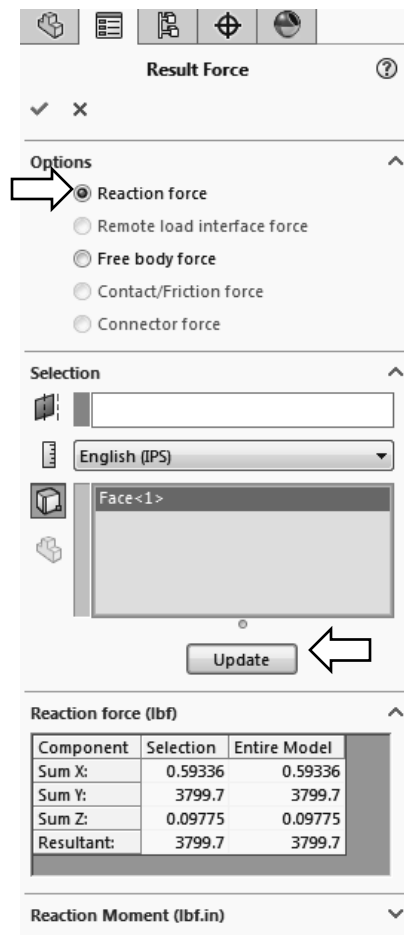 Result Force
Options
Reaction force
Remote load interface force
Free body force
Contact/Friction force
Connector force
Selection
English (IPS)
Face<1>
Update
Reaction force (lbf)
Component Selection Entire Model
Sum X: 0.59336 0.59336
Sum Y: 3799.7 3799.7
Sum Z: 0.09775 0.09775
Resultant: 3799.7 3799.7
Reaction Moment (lbf.in)